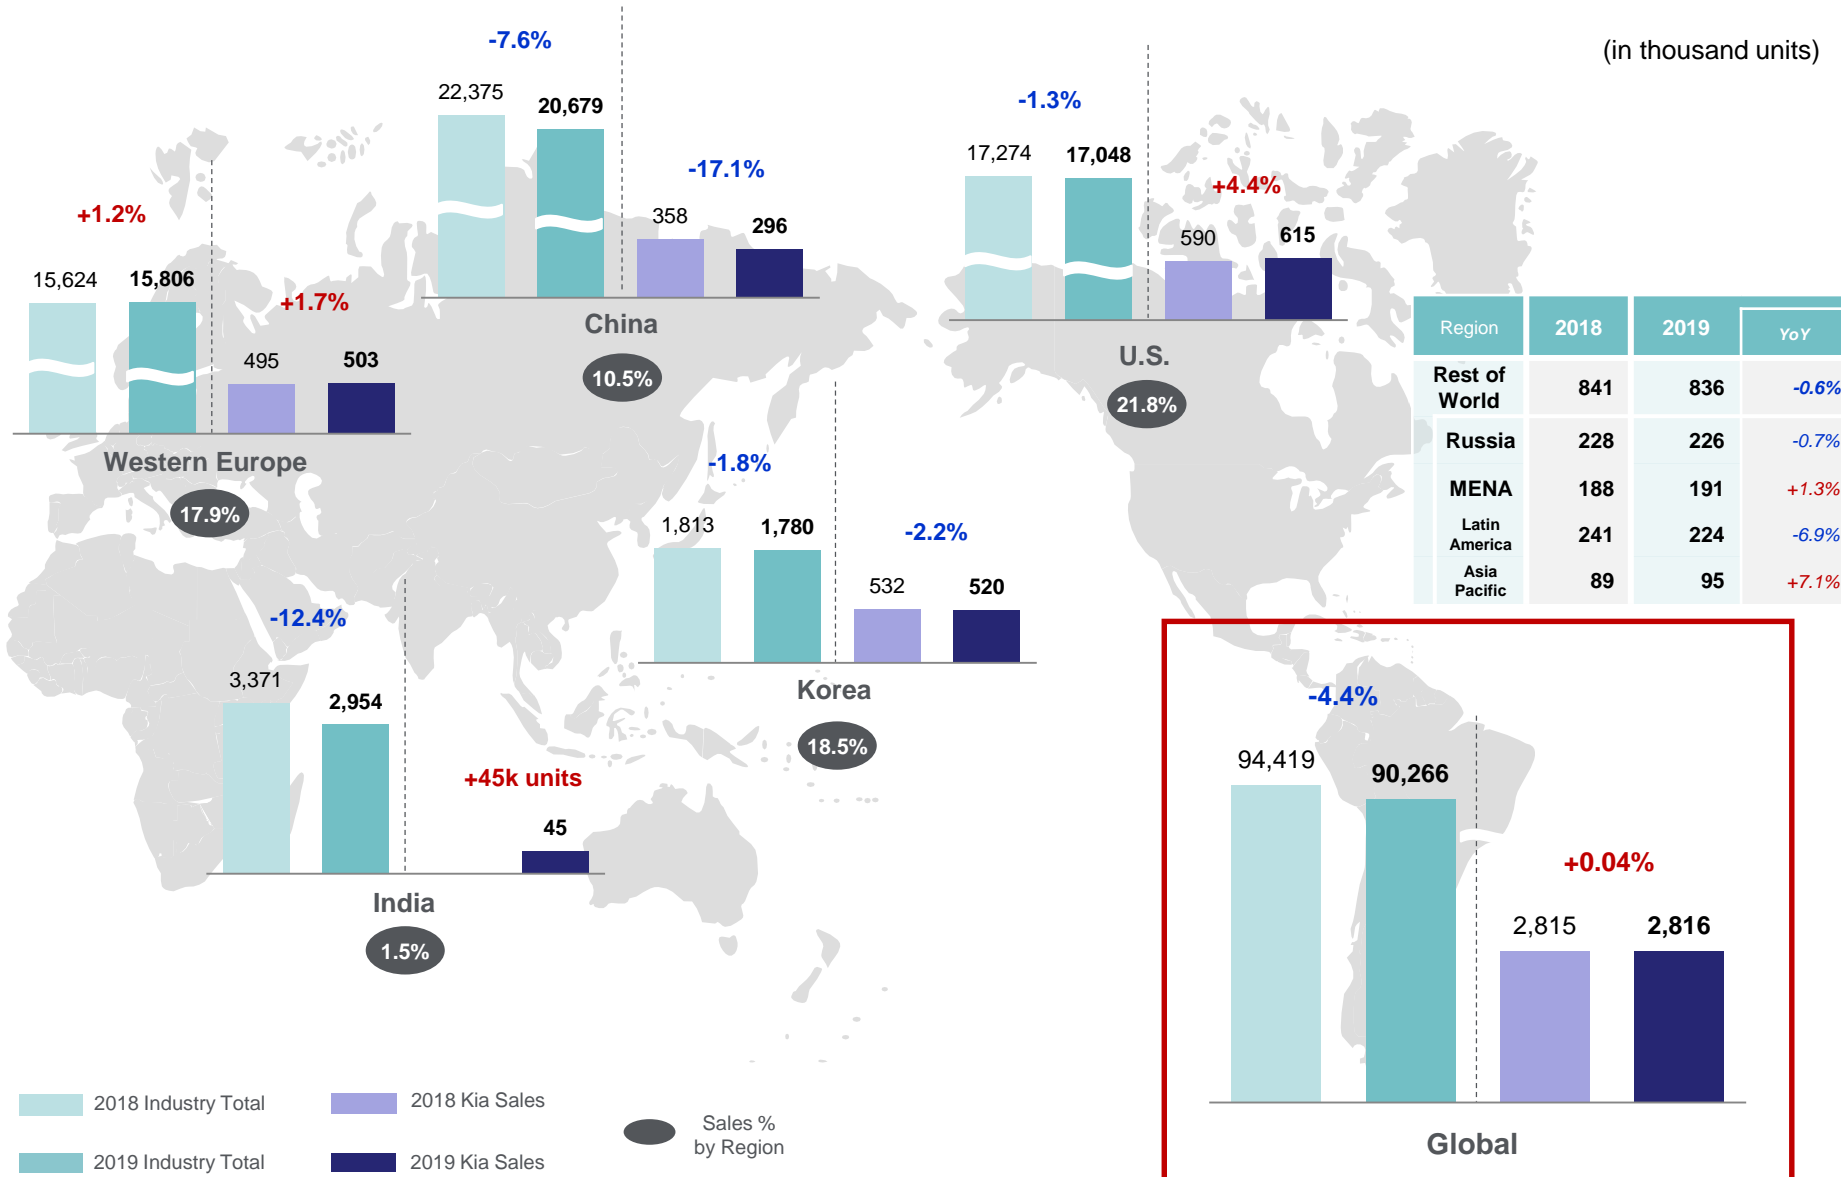 (in thousand units)
-7.6%
22,375
20,679
-17.1%
358
296
China
10.5%
-1.3%
17,274
17,048
+4.4%
590
615
U.S.
21.8%
+1.2%
15,624
15,806
+1.7%
495
503
Western Europe
17.9%
Region 2018 2019 YoY
Rest of
World 841 836 -0.6%
Russia 228 226 -0.7%
MENA 188 191 +1.3%
Latin
America 241 224 -6.9%
Asia
Pacific 89 95 +7.1%
-1.8%
1,813
1,780
-2.2%
532
520
Korea
18.5%
-12.4%
3,371
2,954
+45k units
45
India
1.5%
-4.4%
94,419
90,266
+0.04%
2,815
2,816
Global
2018 Industry Total
2018 Kia Sales
2019 Industry Total
2019 Kia Sales
Sales %
by Region